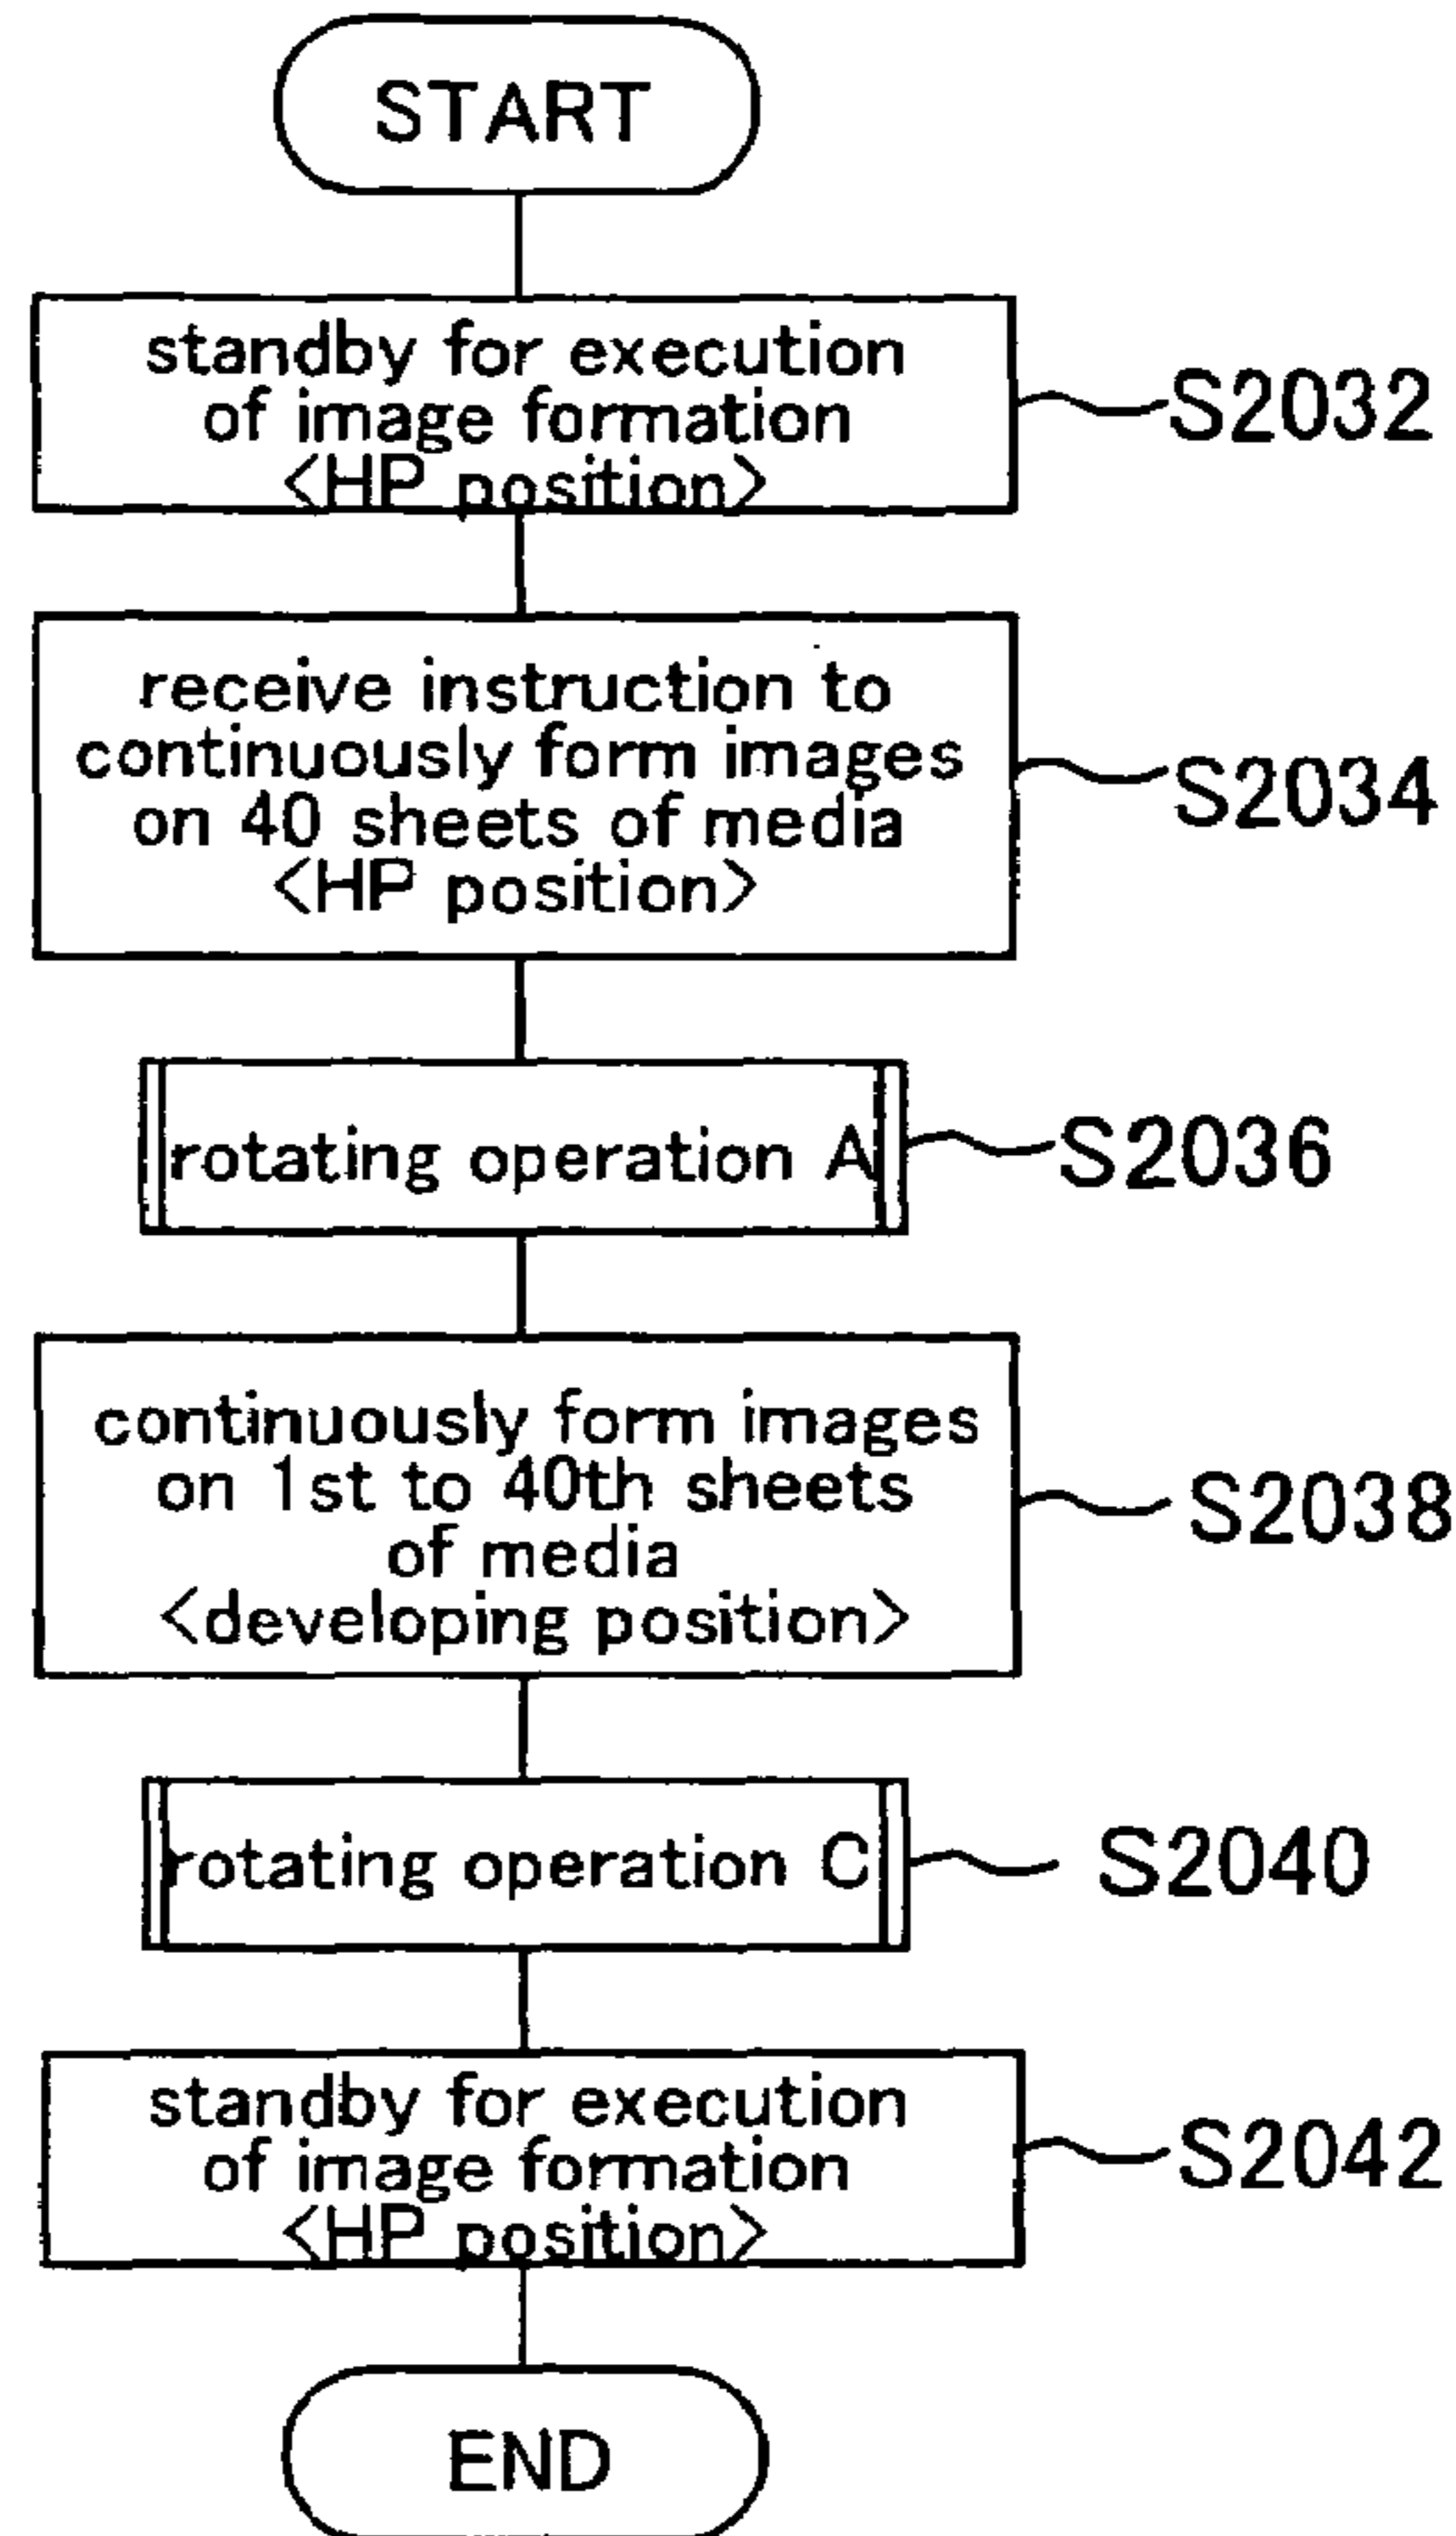 START
standby for execution
of image formation
<HP position>
S2032
receive instruction to
continuously form images
on 40 sheets of media
<HP position>
S2034
rotating operation A
S2036
continuously form images
on 1st to 40th sheets
of media
<developing position>
S2038
rotating operation C
S2040
standby for execution
of image formation
<HP position>
S2042
END